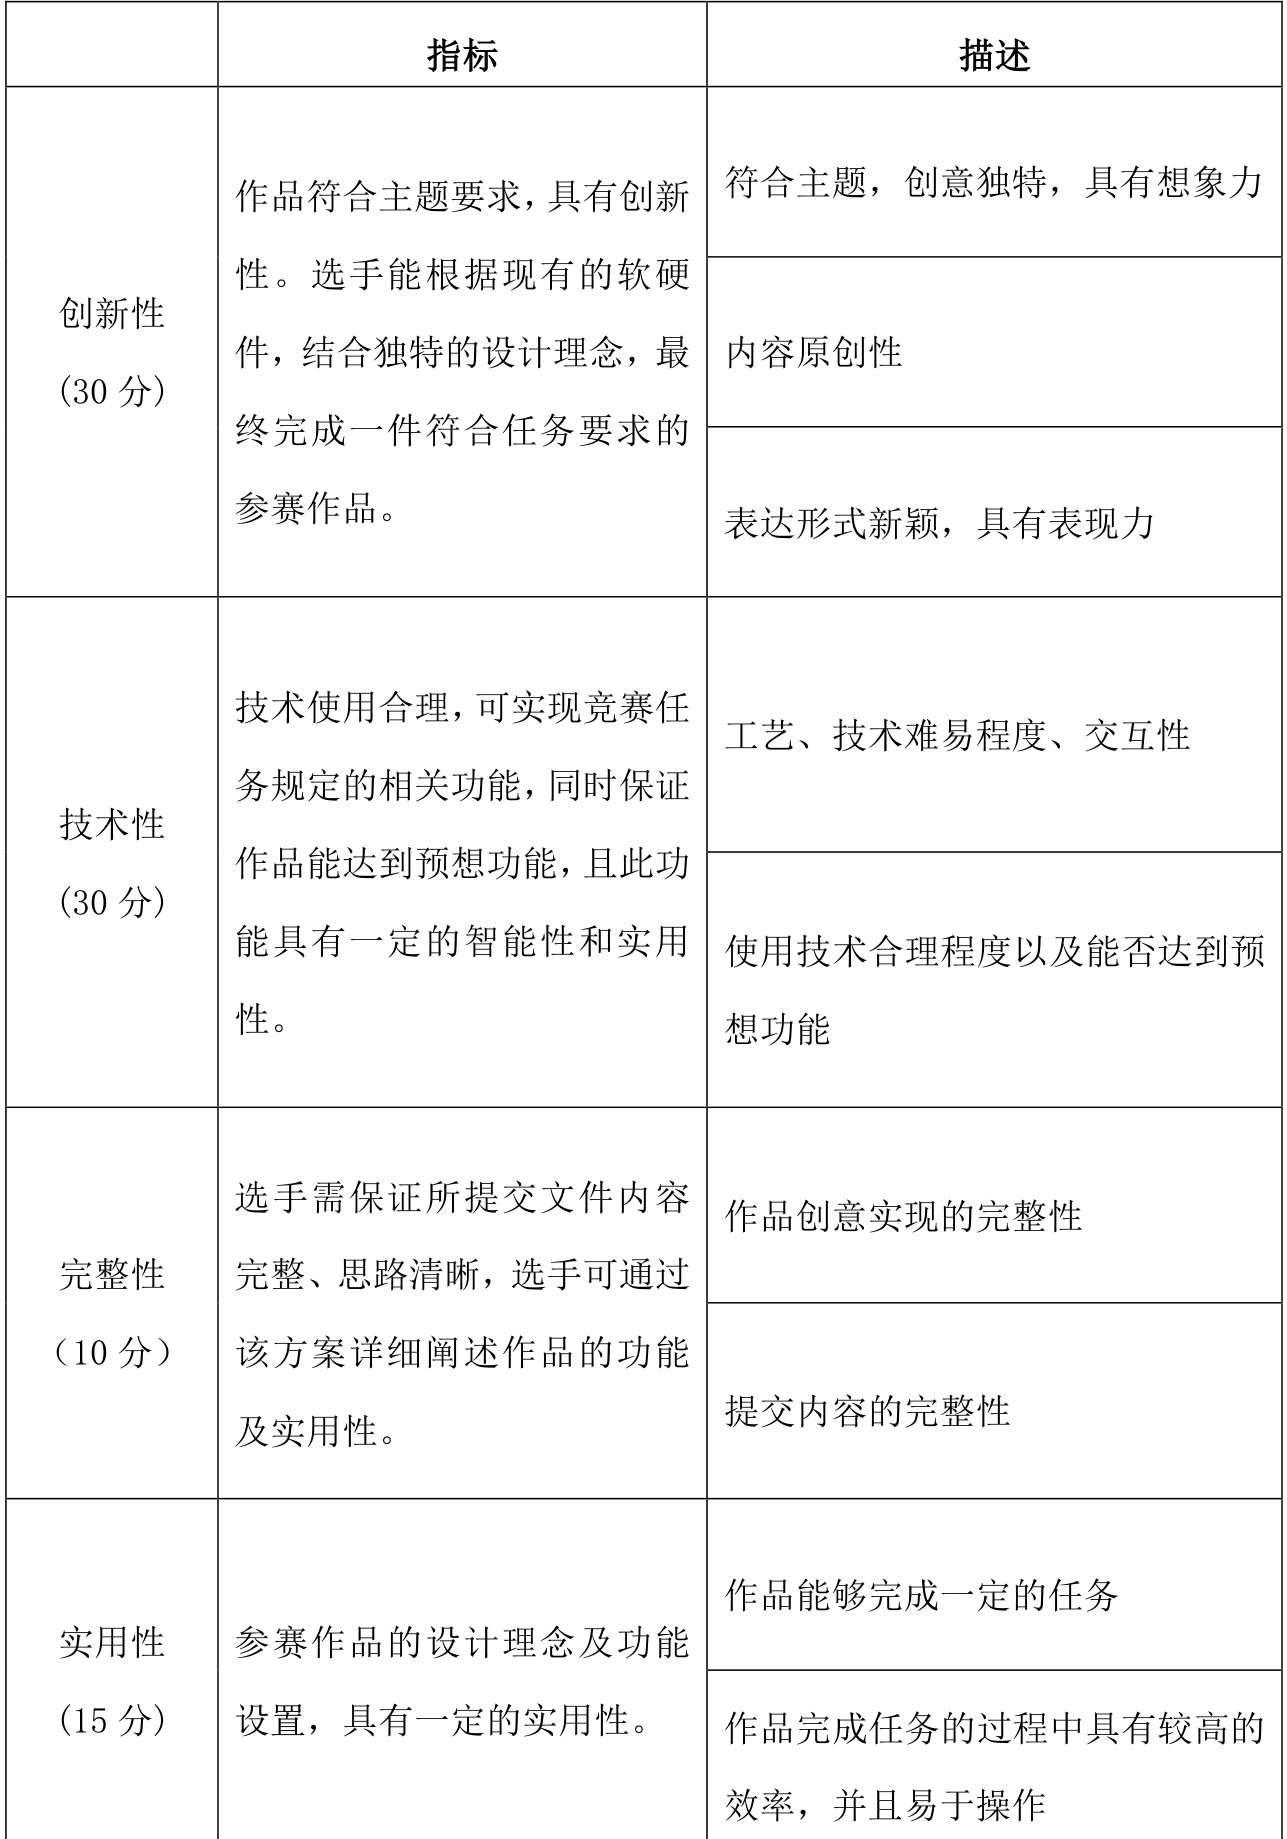 指标
描述
创新性
(30 分)
作品符合主题要求，具有创新
性。选手能根据现有的软硬
件，结合独特的设计理念，最
终完成一件符合任务要求的
参赛作品。
符合主题，创意独特，具有想象力
内容原创性
表达形式新颖，具有表现力
技术性
(30 分)
技术使用合理，可实现竞赛任
务规定的相关功能，同时保证
作品能达到预想功能，且此功
能具有一定的智能性和实用
性。
工艺、技术难易程度、交互性
使用技术合理程度以及能否达到预
想功能
完整性
（10 分）
选手需保证所提交文件内容
完整、思路清晰，选手可通过
该方案详细阐述作品的功能
及实用性。
作品创意实现的完整性
提交内容的完整性
实用性
(15 分)
参赛作品的设计理念及功能
设置，具有一定的实用性。
作品能够完成一定的任务
作品完成任务的过程中具有较高的
效率，并且易于操作